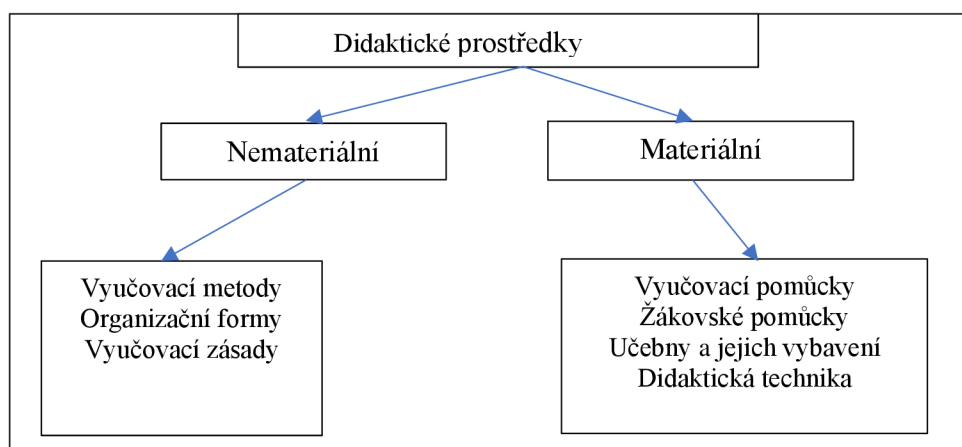 Didaktické prostředky
Nemateriální
Materiální
Vyučovací metody
Organizační formy
Vyučovací zásady
Vyučovací pomůcky
Žákovské pomůcky
Učebny a jejich vybavení
Didaktická technika